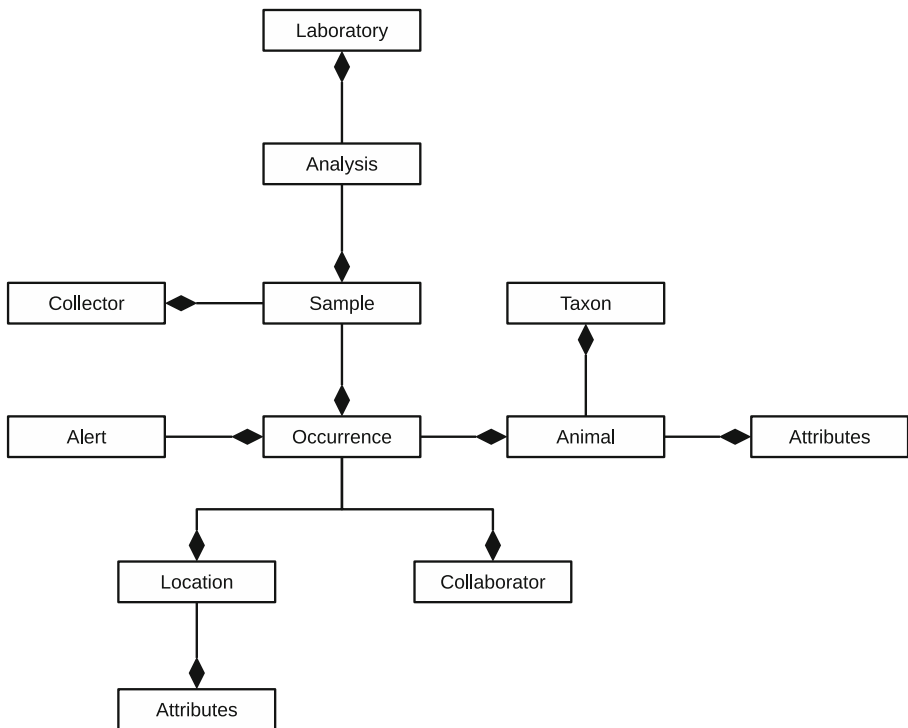 Laboratory
Analysis
Collector
Sample
Taxon
Alert
Occurrence
Animal
Attributes
Location
Collaborator
Attributes